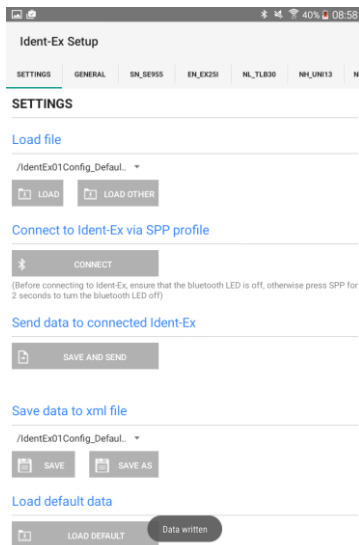 40% 08:58
Ident-Ex Setup
SETTINGS GENERAL SN_SE955 EN_EX25I NL_TLB30 NH_UNI13 N
SETTINGS
Load file
/IdentEx01Config_Defaul..
LOAD LOAD OTHER
Connect to Ident-Ex via SPP profile
CONNECT
(Before connecting to Ident-Ex, ensure that the bluetooth LED is off, otherwise press SPP for
2 seconds to turn the bluetooth LED off)
Send data to connected Ident-Ex
SAVE AND SEND
Save data to xml file
/IdentEx01Config_Defaul..
SAVE SAVE AS
Load default data
LOAD DEFAULT
Data written